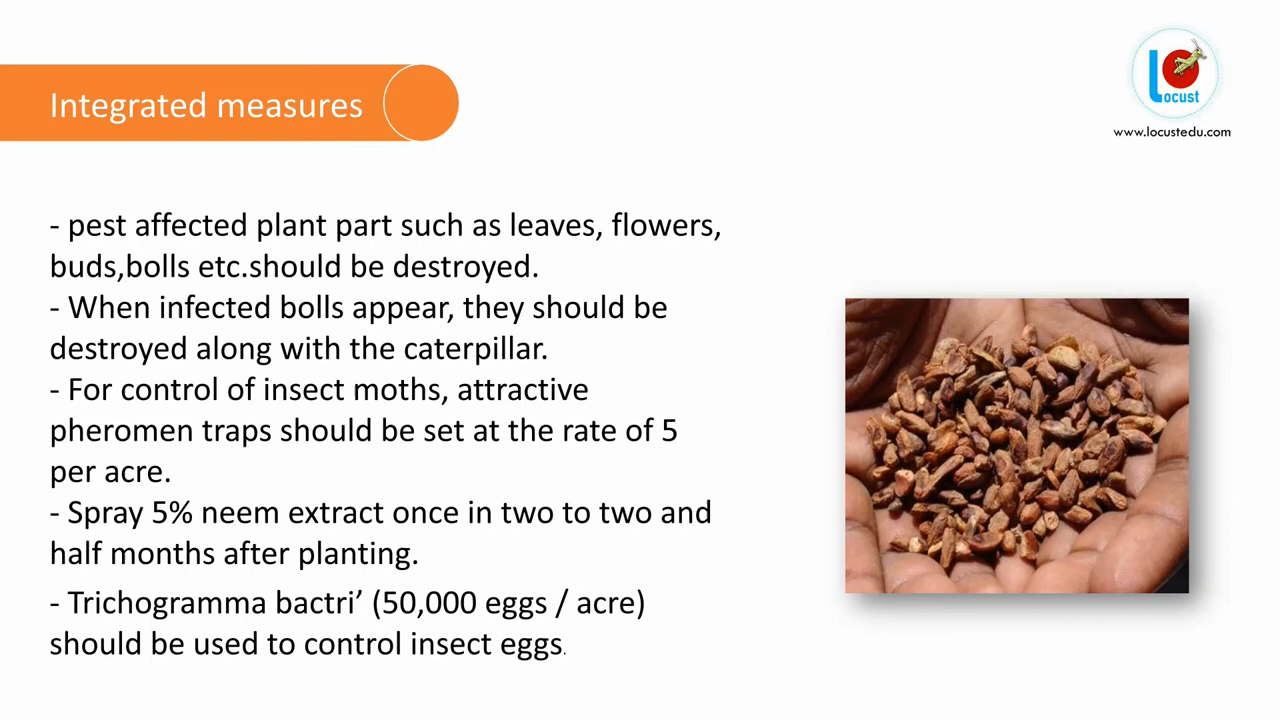 Integrated measures
Locust
www.locustedu.com
- pest affected plant part such as leaves, flowers,
buds,bolls etc.should be destroyed.
- When infected bolls appear, they should be
destroyed along with the caterpillar.
- For control of insect moths, attractive
pheromen traps should be set at the rate of 5
per acre.
- Spray 5% neem extract once in two to two and
half months after planting.
- Trichogramma bactri’ (50,000 eggs / acre)
should be used to control insect eggs.